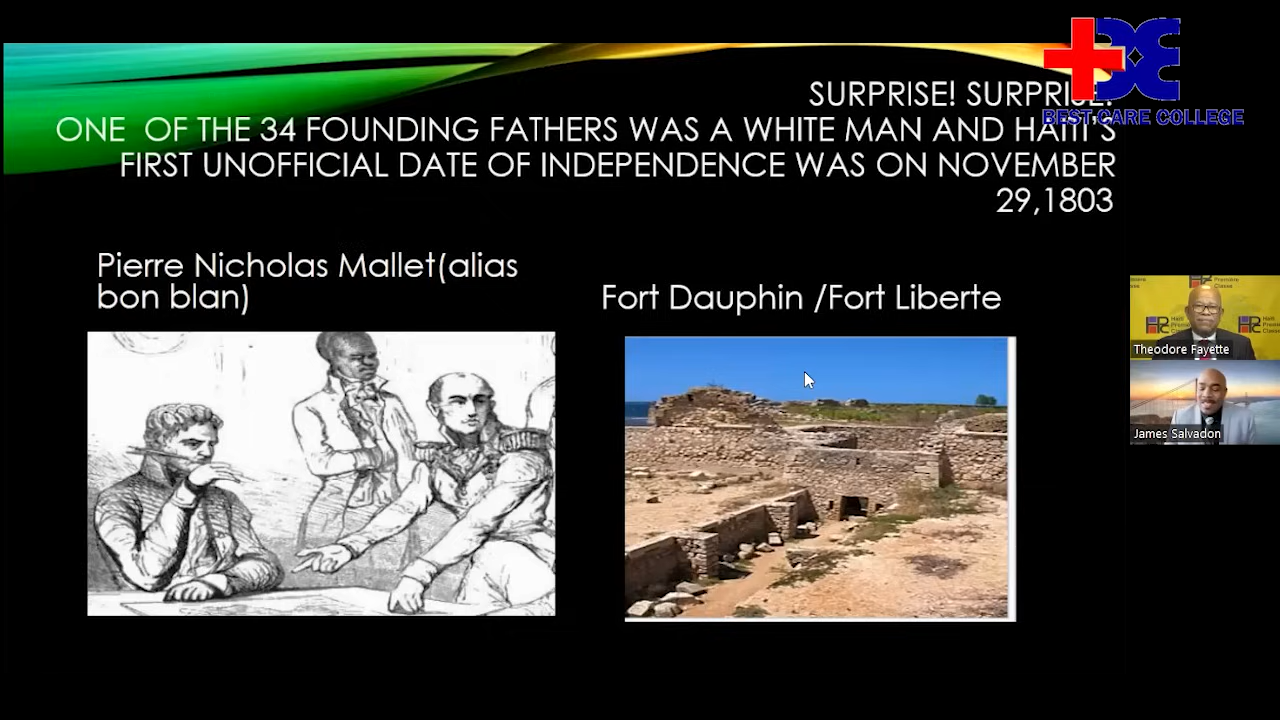 SURPRISE! SURPRISE!
ONE OF THE 34 FOUNDING FATHERS WAS A WHITE MAN AND HAITI'S
FIRST UNOFFICIAL DATE OF INDEPENDENCE WAS ON NOVEMBER
29,1803
BEST CARE COLLEGE
Pierre Nicholas Mallet(alias
bon blan)
Fort Dauphin /Fort Liberte
Theodore Fayette
James Salvadon